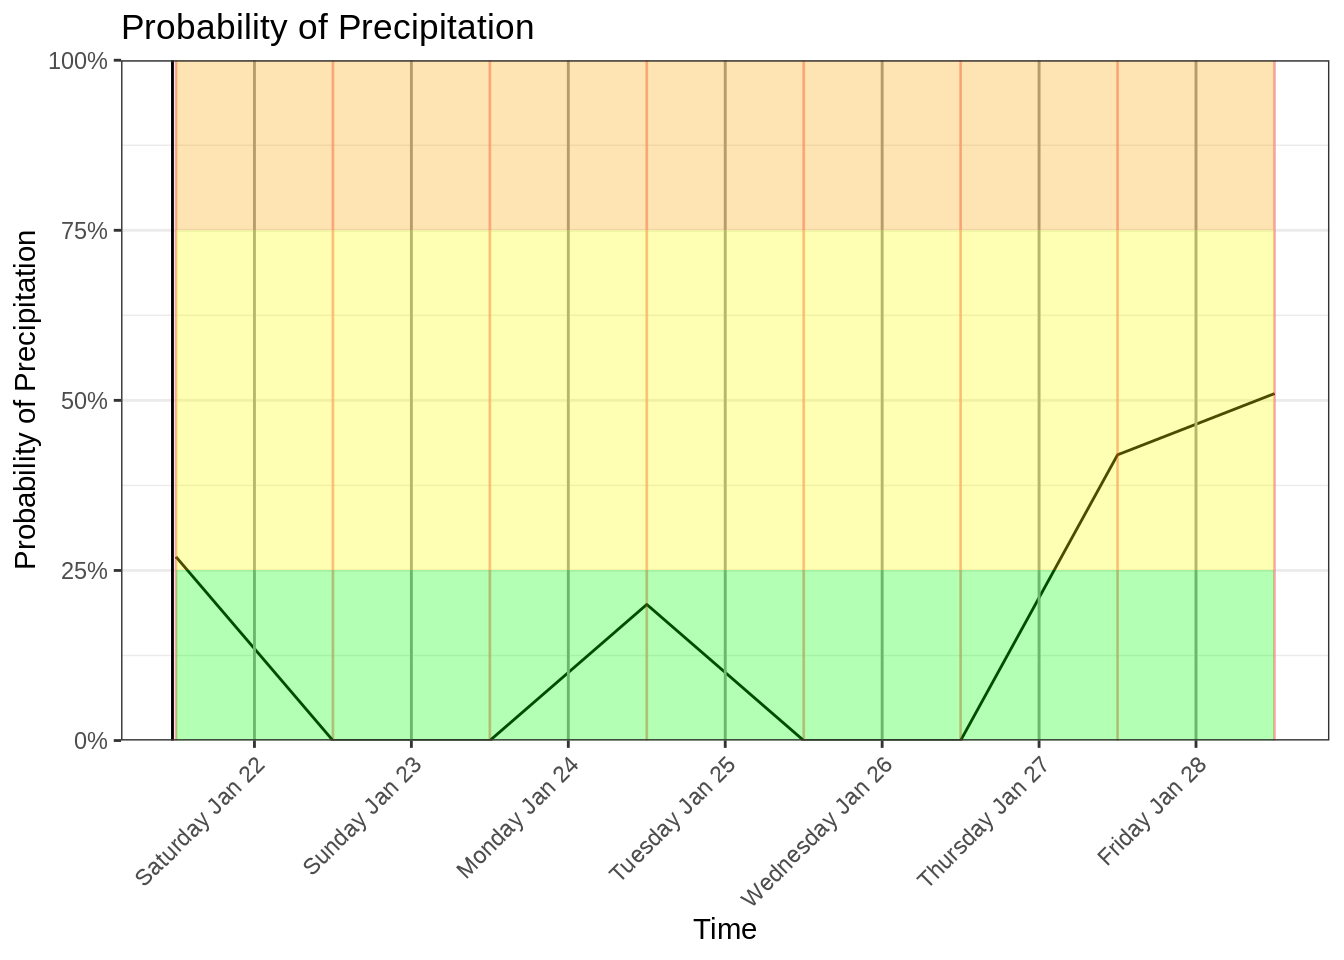 Probability of Precipitation
100%
75%
50%
25%
0%
Probability of Precipitation
Saturday Jan 22
Sunday Jan 23
Monday Jan 24
Tuesday Jan 25
Wednesday Jan 26
Thursday Jan 27
Friday Jan 28
Time